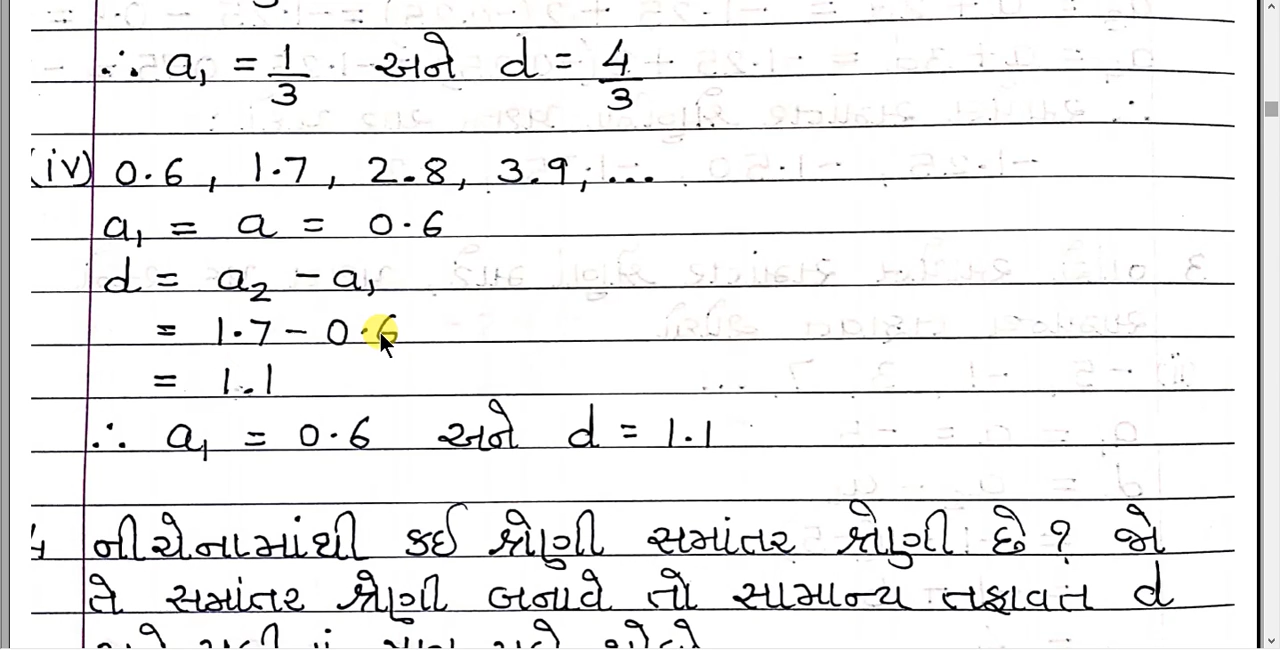 ∴ a₁ = 1/3 અને d = 4/3
(iv) 0.6, 1.7, 2.8, 3.9, ...
a₁ = a = 0.6
d = a₂ - a₁
= 1.7 - 0.6
= 1.1
∴ a₁ = 0.6 અને d = 1.1
નીચેનામાંથી કઈ શ્રેણી સમાંતર શ્રેણી છે? જો
તે સમાંતર શ્રેણી બનાવે તો સામાન્ય તફાવત d